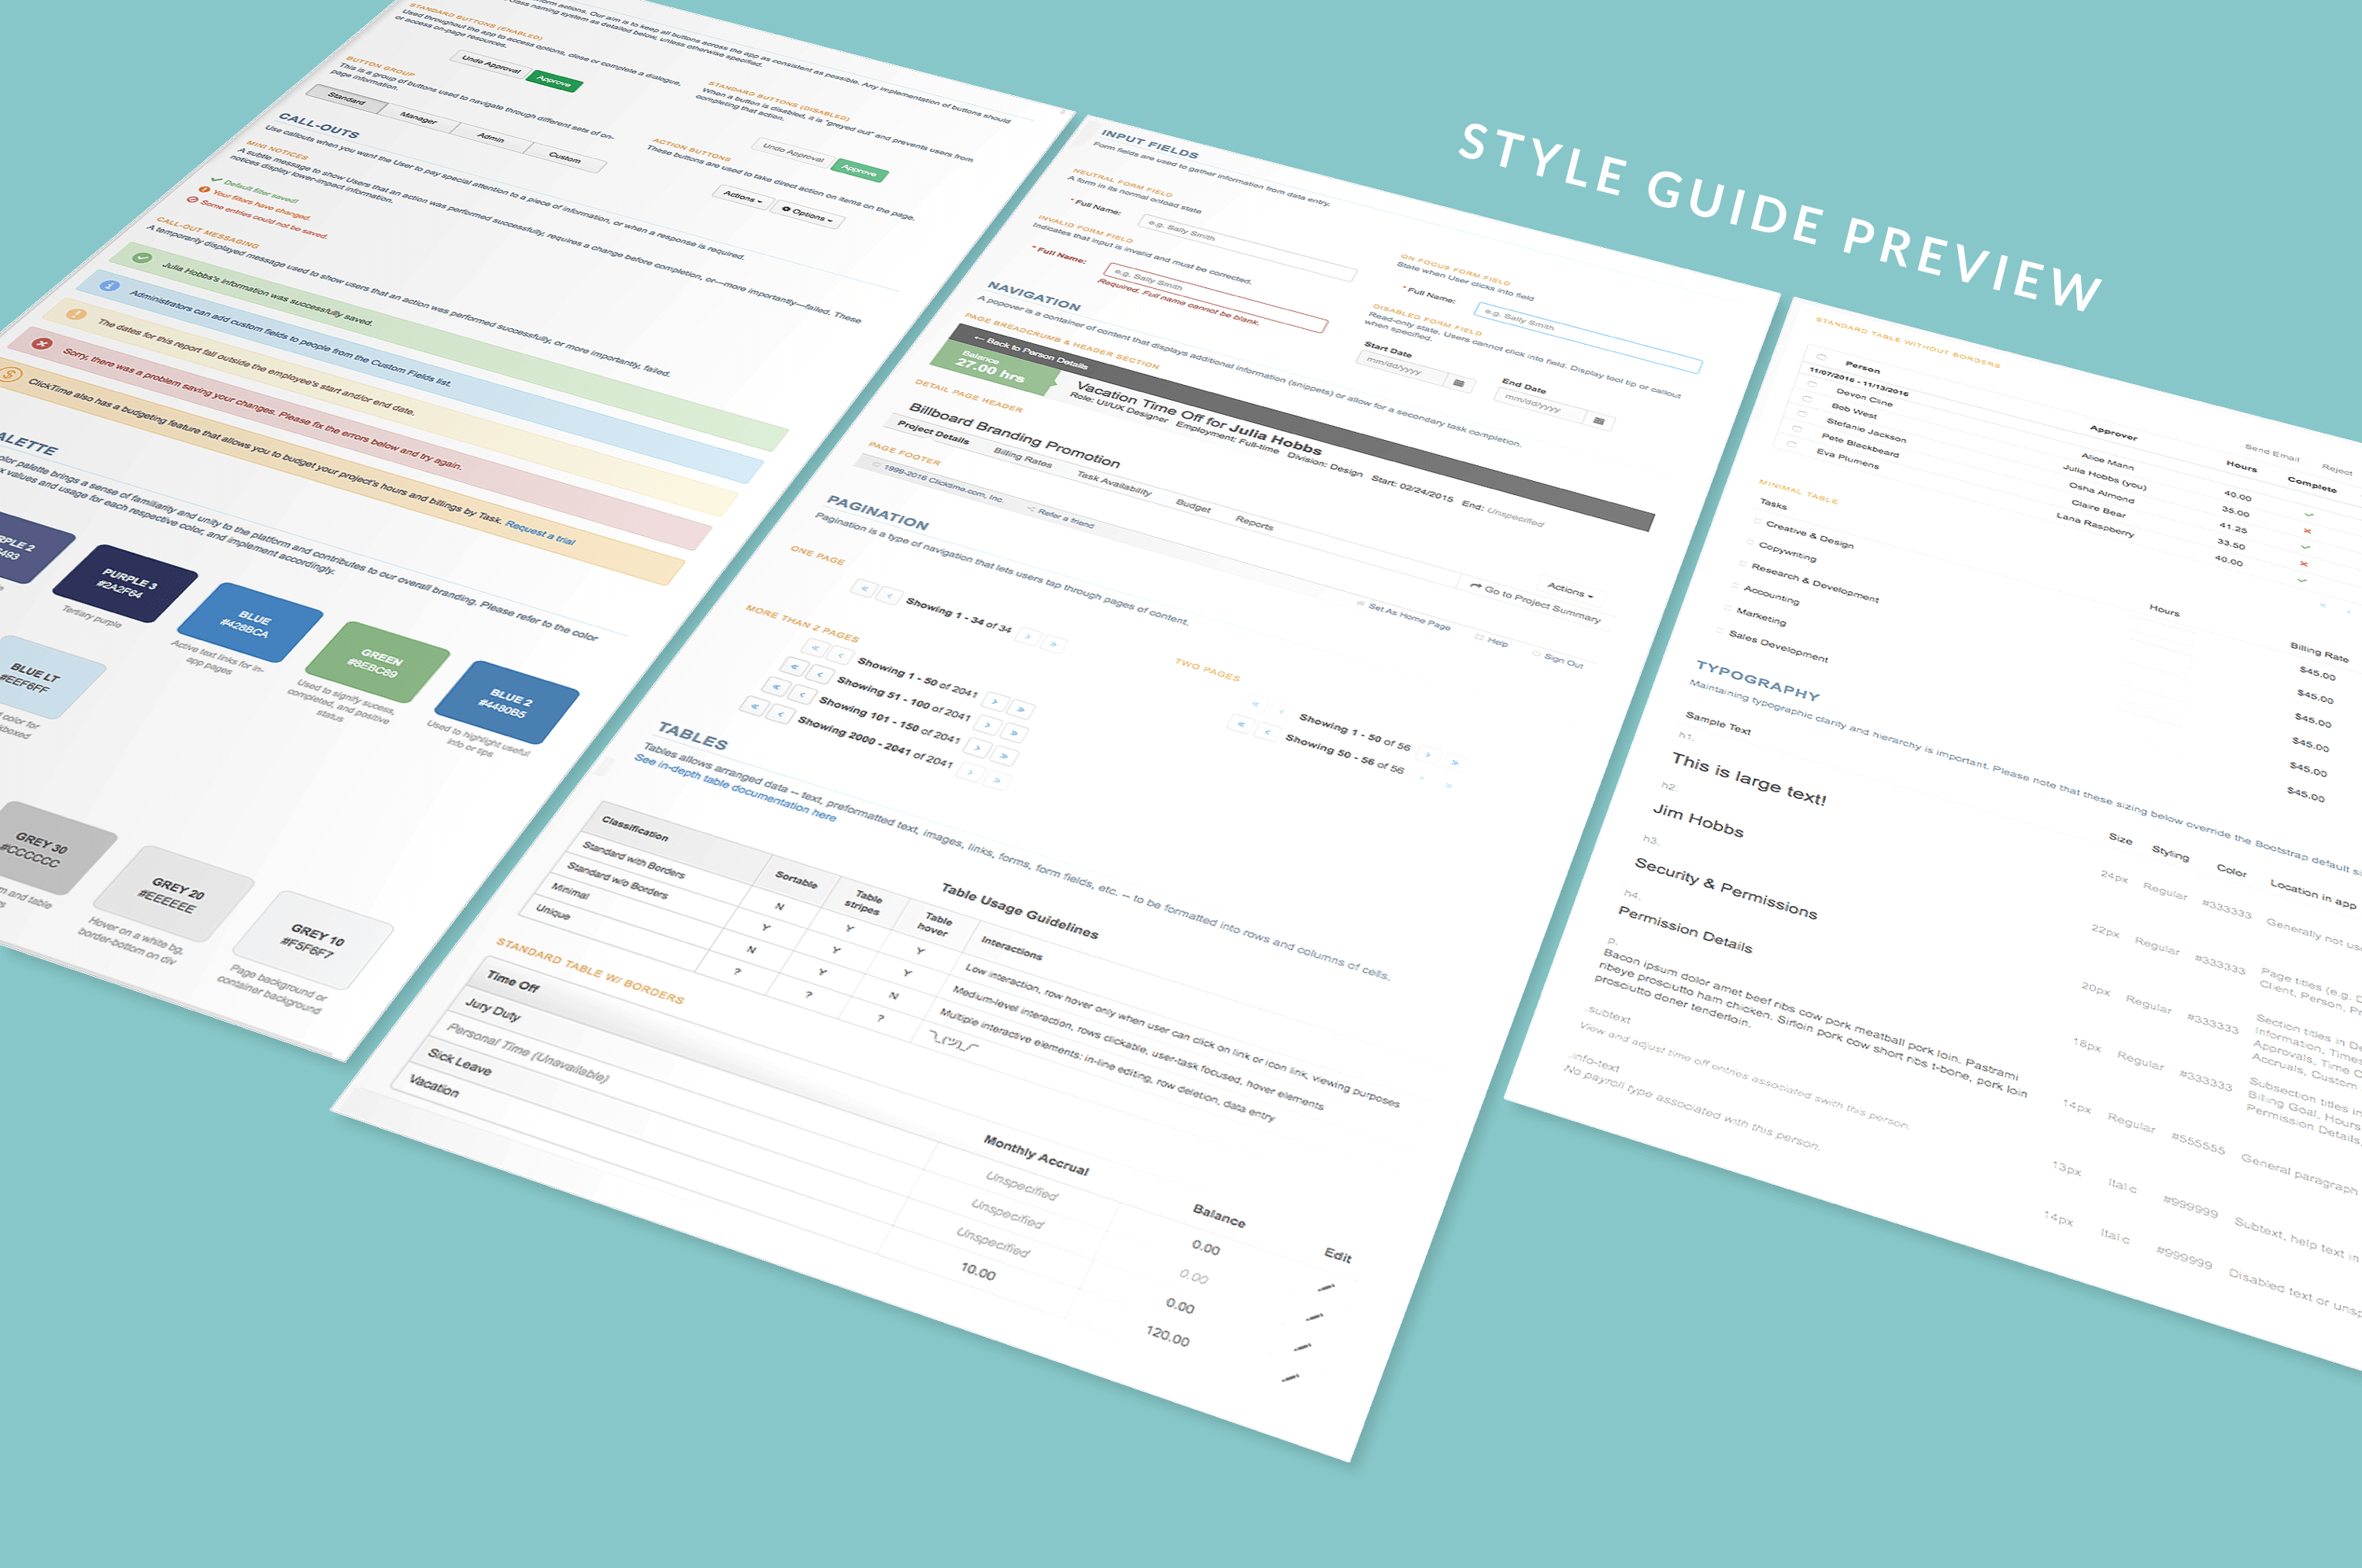 STYLE GUIDE PREVIEW
form actions. Our aim is to keep all buttons across the app as consistent as possible. Any implementation of buttons should
class naming system as detailed below, unless otherwise specified.
STANDARD BUTTONS (ENABLED)
Used throughout the app to access options, close or complete a dialogue,
or access on-page resources.
Undo Approval
Approve
STANDARD BUTTONS (DISABLED)
When a button is disabled, it is "greyed out" and prevents users from
completing that action.
Undo Approval
Approve
BUTTON GROUP
This is a group of buttons used to navigate through different sets of on-
page information.
Standard
Manager
Admin
Custom
ACTION BUTTONS
These buttons are used to take direct action on items on the page.
Actions
Options
CALL-OUTS
Use callouts when you want the User to pay special attention to a piece of information, or when a response is required.
MINI NOTICES
A subtle message to show Users that an action was performed successfully, requires a change before completion, or—more importantly—failed. These
notices display lower-impact information.
Default filter saved!
Your filters have changed.
Some entries could not be saved.
CALL-OUT MESSAGING
A temporarily displayed message used to show users that an action was performed successfully, or more importantly, failed.
Julia Hobbs's information was successfully saved.
Administrators can add custom fields to people from the Custom Fields list.
The dates for this report fall outside the employee's start and/or end date.
Sorry, there was a problem saving your changes. Please fix the errors below and try again.
ClickTime also has a budgeting feature that allows you to budget your project's hours and billings by Task. Request a trial
ALETTE
olor palette brings a sense of familiarity and unity to the platform and contributes to our overall branding. Please refer to the color
x values and usage for each respective color, and implement accordingly.
RPLE 2
6493
PURPLE 3
#2A2F64
Tertiary purple
BLUE
#428BCA
Active text links for in-
app pages
GREEN
#8EBC89
Used to signify sucess,
completed, and positive
status
BLUE 2
#4480B5
Used to highlight useful
info or tips
BLUE LT
#EEF6FF
d color for
kboxed
GREY 30
#CCCCCC
m and table
GREY 20
#EEEEEE
Hover on a white bg,
border-bottom on div
GREY 10
#F5F6F7
Page background or
container background
INPUT FIELDS
Form fields are used to gather information from data entry.
NEUTRAL FORM FIELD
A form in its normal onload state
* Full Name:
e.g. Sally Smith
ON FOCUS FORM FIELD
State when User clicks into field
* Full Name:
e.g. Sally Smith
INVALID FORM FIELD
Indicates that input is invalid and must be corrected.
* Full Name:
e.g. Sally Smith
Required. Full name cannot be blank.
DISABLED FORM FIELD
Read-only state. Users cannot click into field. Display tool tip or callout
when specified.
Start Date
mm/dd/yyyy
End Date
mm/dd/yyyy
NAVIGATION
A popover is a container of content that displays additional information (snippets) or allow for a secondary task completion.
PAGE BREADCRUMB & HEADER SECTION
← Back to Person Details
Balance
27.00 hrs
Vacation Time Off for Julia Hobbs
Role: UI/UX Designer Employment: Full-time Division: Design Start: 02/24/2015 End: Unspecified
DETAIL PAGE HEADER
Billboard Branding Promotion
Actions
Project Details Billing Rates Task Availability Budget Reports
Go to Project Summary
PAGE FOOTER
© 1999-2016 Clicktime.com, Inc.
Refer a friend
Set As Home Page
Help
Sign Out
PAGINATION
Pagination is a type of navigation that lets users tap through pages of content.
ONE PAGE
« ‹ Showing 1 - 34 of 34 › »
TWO PAGES
« ‹ Showing 1 - 50 of 56 › »
« ‹ Showing 50 - 56 of 56 › »
MORE THAN 2 PAGES
« ‹ Showing 1 - 50 of 2041 › »
« ‹ Showing 51 - 100 of 2041 › »
« ‹ Showing 101 - 150 of 2041 › »
« ‹ Showing 2000 - 2041 of 2041 › »
TABLES
Tables allows arranged data -- text, preformatted text, images, links, forms, form fields, etc. -- to be formatted into rows and columns of cells.
See in-depth table documentation here
Table Usage Guidelines
Classification Sortable Table stripes Table hover Interactions
Standard with Borders N Y Y Low interaction, row hover only when user can click on link or icon link, viewing purposes
Standard w/o Borders Y Y Y Medium-level interaction, rows clickable, user-task focused, hover elements
Minimal N Y N Multiple interactive elements: in-line editing, row deletion, data entry
Unique ? ? ? ¯\_(ツ)_/¯
STANDARD TABLE W/ BORDERS
Time Off Monthly Accrual Balance Edit
Jury Duty Unspecified 0.00
Personal Time (Unavailable) Unspecified 0.00
Sick Leave Unspecified 0.00
Vacation 10.00 120.00
STANDARD TABLE WITHOUT BORDERS
Send Email Reject
Person Approver Hours Complete
11/07/2016 - 11/13/2016
Devon Cline Alice Mann 40.00
Bob West Julia Hobbs (you) 35.00
Stefanie Jackson Osha Almond 41.25
Pete Blackbeard Claire Bear 33.50
Eva Plumens Lana Raspberry 40.00
MINIMAL TABLE
Tasks Hours Billing Rate
Creative & Design $45.00
Copywriting $45.00
Research & Development $45.00
Accounting $45.00
Marketing $45.00
Sales Development $45.00
TYPOGRAPHY
Maintaining typographic clarity and hierarchy is important. Please note that these sizing below override the Bootstrap default si
Sample Text Size Styling Color Location in app
h1.
This is large text! 24px Regular #333333 Generally not us
h2.
Jim Hobbs 22px Regular #333333 Page titles (e.g. D
Client, Person, Pr
h3.
Security & Permissions 20px Regular #333333 Section titles in De
Information, Times
Approvals, Time O
Accruals, Custom
h4.
Permission Details 18px Regular #333333 Subsection titles in
Billing Goal, Hours
Permission Details,
p.
Bacon ipsum dolor amet beef ribs cow pork meatball pork loin. Pastrami
ribeye prosciutto ham chicken. Sirloin pork cow short ribs t-bone, pork loin
prosciutto doner tenderloin.
14px Regular #555555 General paragraph
.subtext
View and adjust time off entries associated swith this person.
13px Italic #999999 Subtext, help text in
.info-text
No payroll type associated with this person.
14px Italic #999999 Disabled text or unsp